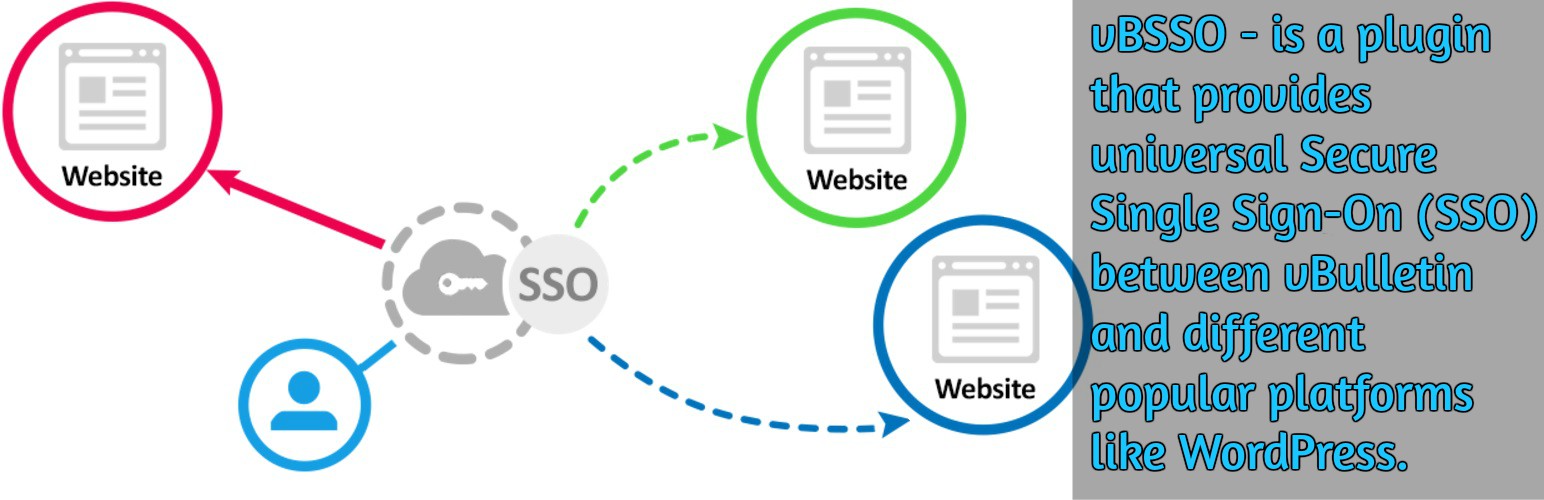 Website
Website
SSO
Website
vBSSO - is a plugin
that provides
universal Secure
Single Sign-On (SSO)
between vBulletin
and different
popular platforms
like WordPress.